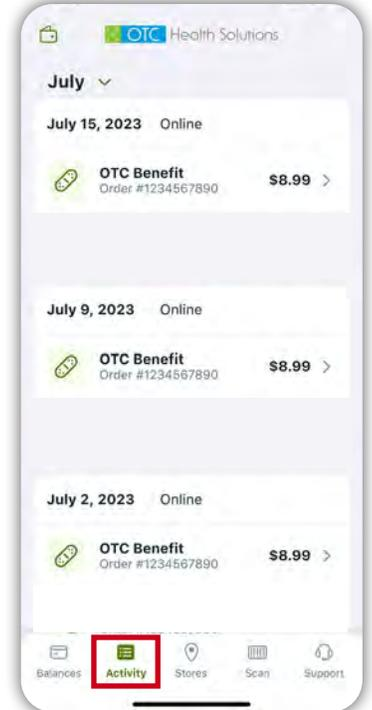 OTC Health Solutions
July
July 15, 2023 Online
OTC Benefit
Order #1234567890
$8.99
July 9, 2023 Online
OTC Benefit
Order #1234567890
$8.99
July 2, 2023 Online
OTC Benefit
Order #1234567890
$8.99
Balances Activity Stores Scan Support